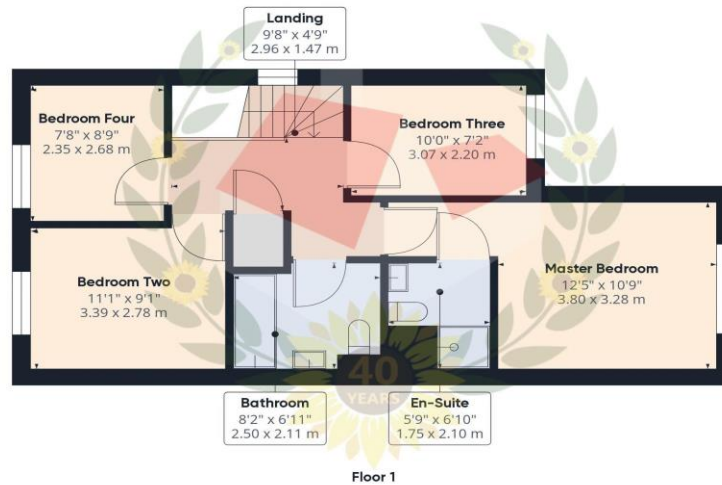 Landing
9'8" x 4'9"
2.96 x 1.47 m
Bedroom Four
7'8" x 8'9"
2.35 x 2.68 m
Bedroom Three
10'0" x 7'2"
3.07 x 2.20 m
Bedroom Two
11'1" x 9'1"
3.39 x 2.78 m
Master Bedroom
12'5" x 10'9"
3.80 x 3.28 m
40
YEARS
Bathroom
8'2" x 6'11"
2.50 x 2.11 m
En-Suite
5'9" x 6'10"
1.75 x 2.10 m
Floor 1